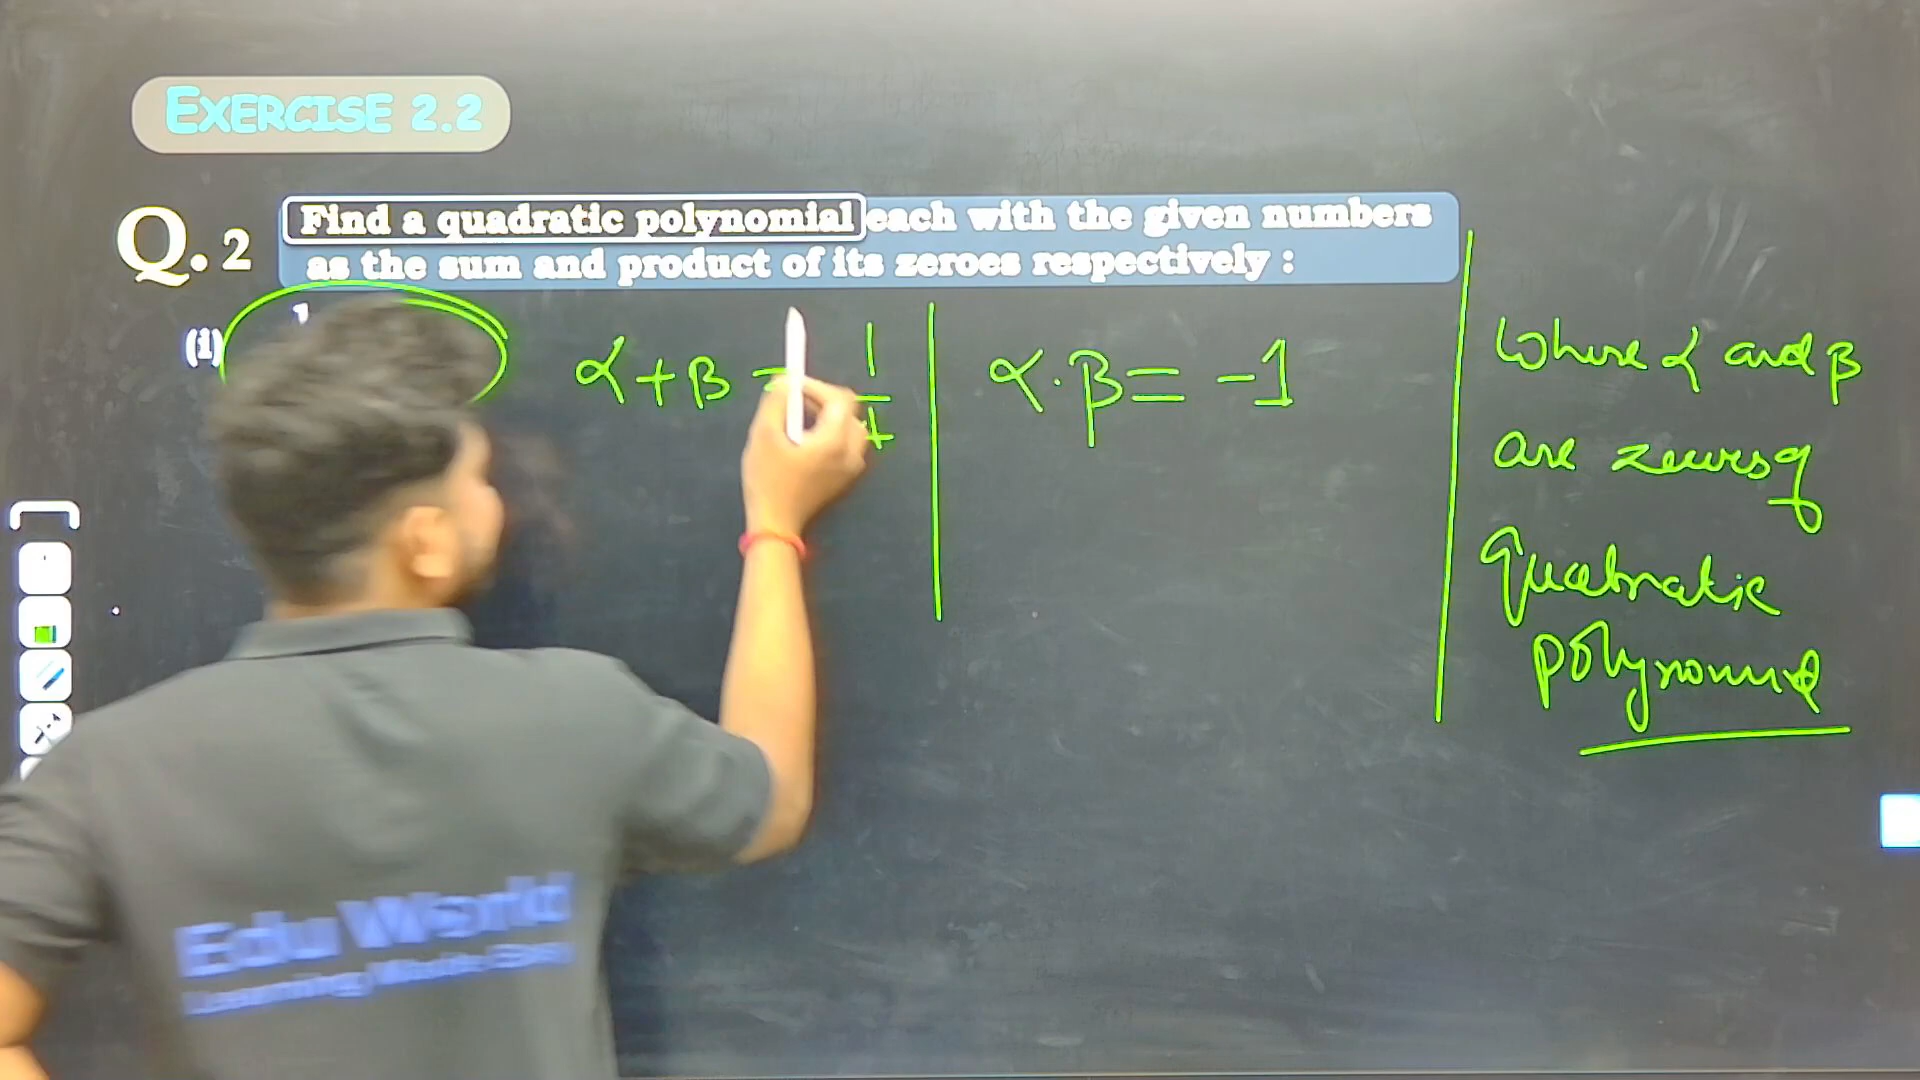 EXERCISE 2.2
Q. 2 Find a quadratic polynomial each with the given numbers
as the sum and product of its zeroes respectively :
(i)
α + β =
α . β = -1
where α and β
are zeroes of
Quadratic
polynomial
Edu World